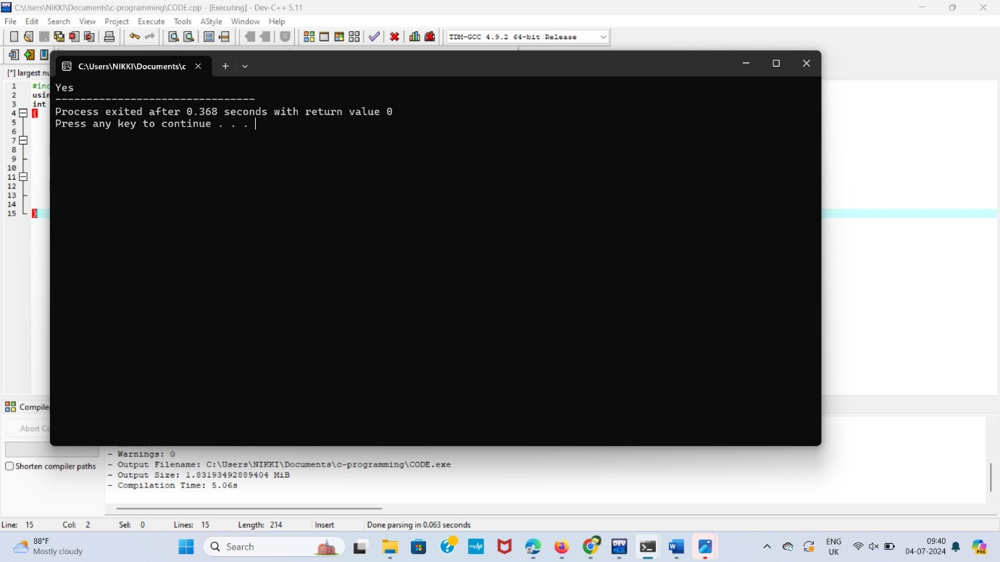 C:\Users\NIKKI\Documents\c-programming\CODE.cpp - [Executing] - Dev-C++ 5.11
File Edit Search View Project Execute Tools AStyle Window Help
TDM-GCC 4.9.2 64-bit Release
C:\Users\NIKKI\Documents\c
[*] largest nu
1 #inc
2 usin
3 int
4 {
5
6
7
8
9
10
11
12
13
14
15 }
Yes
--------------------------------
Process exited after 0.368 seconds with return value 0
Press any key to continue . . .
Compiler
Abort Co
Shorten compiler paths
- Warnings: 0
- Output Filename: C:\Users\NIKKI\Documents\c-programming\CODE.exe
- Output Size: 1.83193492889404 MiB
- Compilation Time: 5.06s
Line: 15 Col: 2 Sel: 0 Lines: 15 Length: 214 Insert Done parsing in 0.063 seconds
88°F
Mostly cloudy
Search
myhp
DEV
PRE
ENG
UK
09:40
04-07-2024